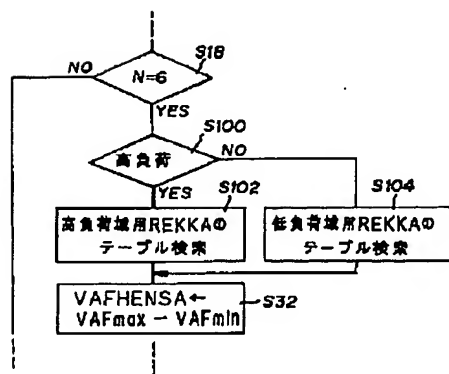 S18
NO
N=6
YES
S100
高負荷
NO
YES
S102
S104
高負荷域用REKKAの
テーブル検索
任負荷域用REKKAの
テーブル検索
VAFHENSA←
VAFmax − VAFmin
S32